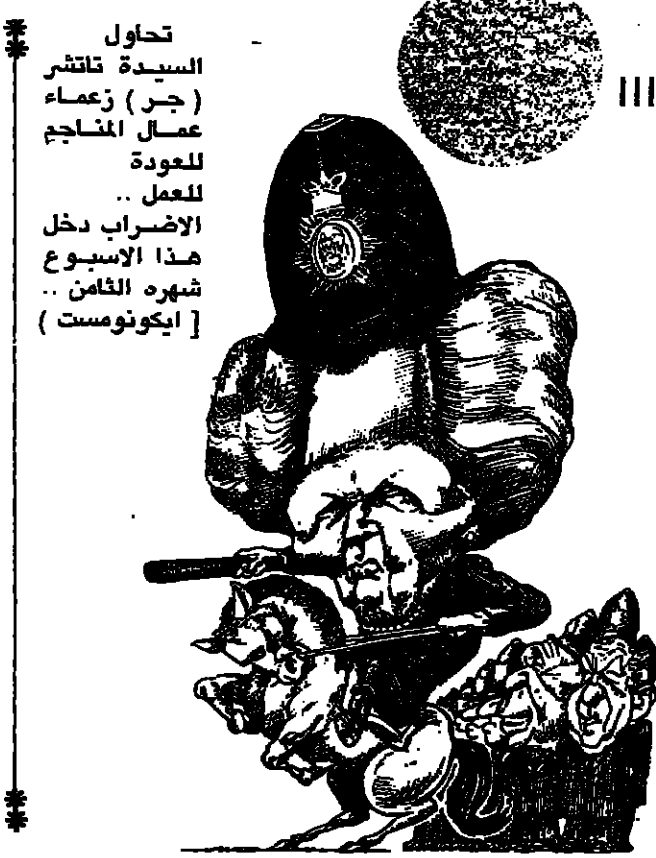 تحاول
السيدة تاتشر
( جر ) زعماء
عمال المناجم
للعودة
للعمل ..
الاضراب دخل
هذا الاسبوع
شهره الثامن ..
[ ايكونومست )